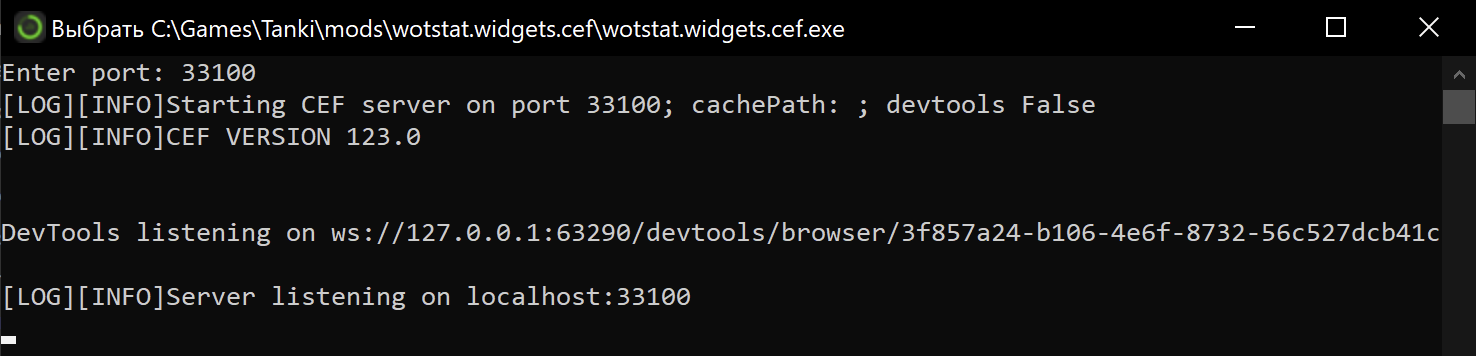 Выбрать C:\Games\Tanki\mods\wotstat.widgets.cef\wotstat.widgets.cef.exe
Enter port: 33100
[LOG][INFO]Starting CEF server on port 33100; cachePath: ; devtools False
[LOG][INFO]CEF VERSION 123.0
DevTools listening on ws://127.0.0.1:63290/devtools/browser/3f857a24-b106-4e6f-8732-56c527dcb41c
[LOG][INFO]Server listening on localhost:33100